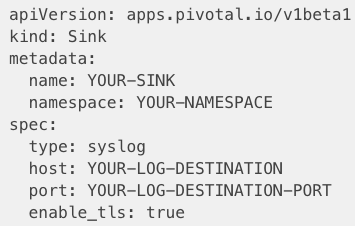 apiVersion: apps.pivotal.io/v1beta1
kind: Sink
metadata:
  name: YOUR-SINK
  namespace: YOUR-NAMESPACE
spec:
  type: syslog
  host: YOUR-LOG-DESTINATION
  port: YOUR-LOG-DESTINATION-PORT
  enable_tls: true